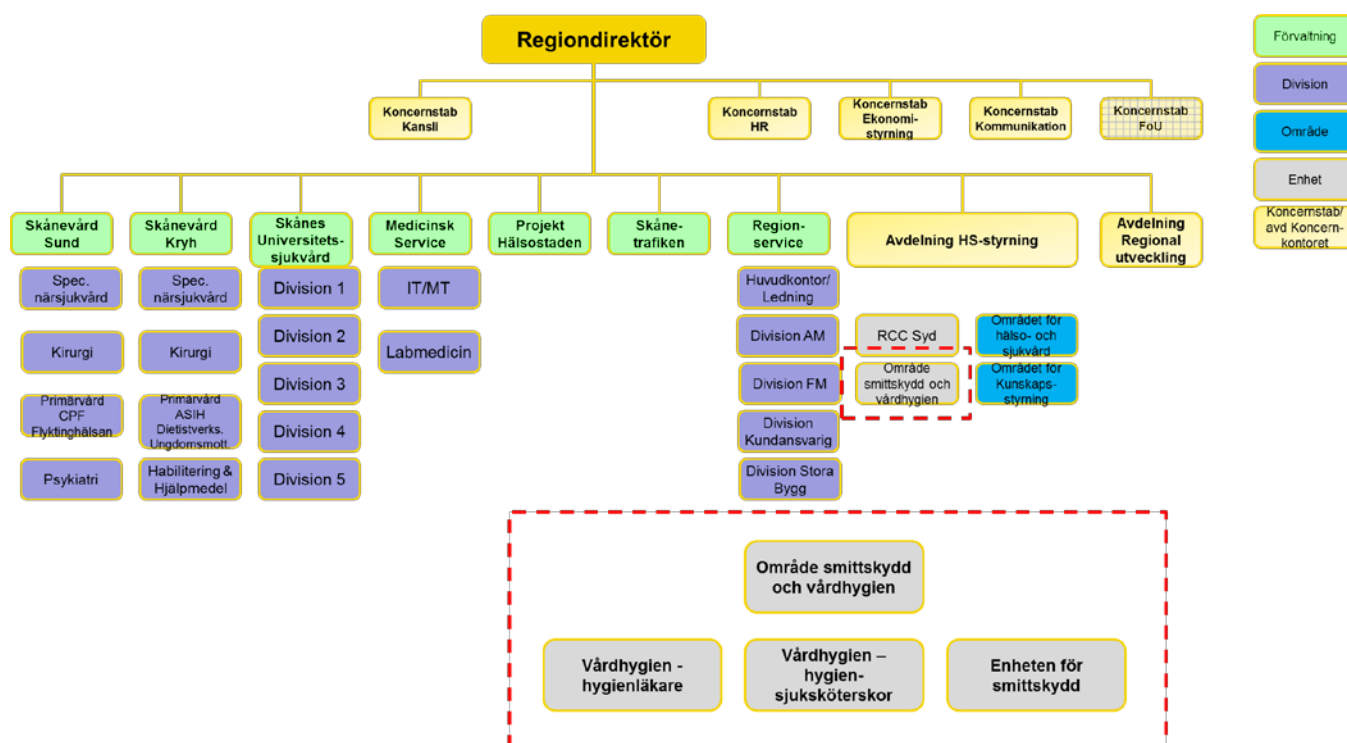 Regiondirektör
Förvaltning
Division
Område
Enhet
Koncernstab/
avd Koncern-
kontoret
Koncernstab
Kansli
Koncernstab
HR
Koncernstab
Ekonomi-
styrning
Koncernstab
Kommunikation
Koncernstab
FoU
Skånevård
Sund
Skånevård
Kryh
Skånes
Universitets-
sjukvård
Medicinsk
Service
Projekt
Hälsostaden
Skåne-
trafiken
Region-
service
Avdelning HS-styrning
Avdelning
Regional
utveckling
Spec.
närsjukvård
Kirurgi
Primärvård
CPF
Flyktinghälsan
Psykiatri
Spec.
närsjukvård
Kirurgi
Primärvård
ASIH
Dietistverks.
Ungdomsmott.
Habilitering &
Hjälpmedel
Division 1
Division 2
Division 3
Division 4
Division 5
IT/MT
Labmedicin
Huvudkontor/
Ledning
Division AM
Division FM
Division
Kundansvarig
Division Stora
Bygg
RCC Syd
Område
smittskydd och
vårdhygien
Området för
hälso- och
sjukvård
Området för
Kunskaps-
styrning
Område smittskydd
och vårdhygien
Vårdhygien -
hygienläkare
Vårdhygien –
hygien-
sjuksköterskor
Enheten för
smittskydd